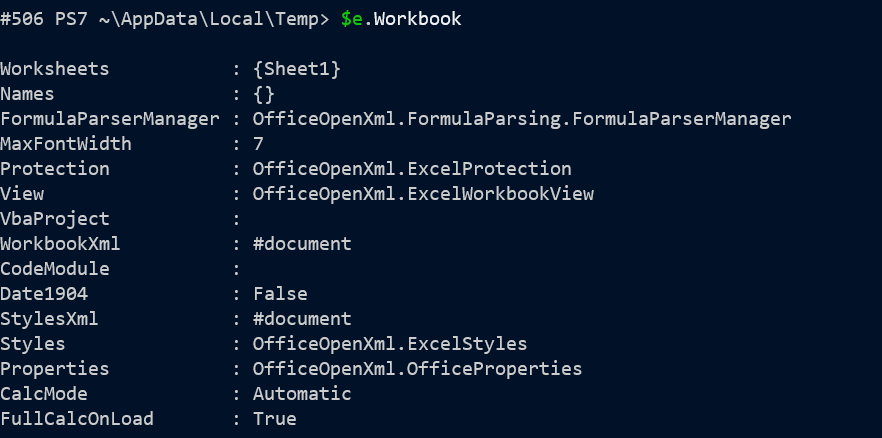 #506 PS7 ~\AppData\Local\Temp> $e.Workbook
Worksheets : {Sheet1}
Names : {}
FormulaParserManager : OfficeOpenXml.FormulaParsing.FormulaParserManager
MaxFontWidth : 7
Protection : OfficeOpenXml.ExcelProtection
View : OfficeOpenXml.ExcelWorkbookView
VbaProject :
WorkbookXml : #document
CodeModule :
Date1904 : False
StylesXml : #document
Styles : OfficeOpenXml.ExcelStyles
Properties : OfficeOpenXml.OfficeProperties
CalcMode : Automatic
FullCalcOnLoad : True